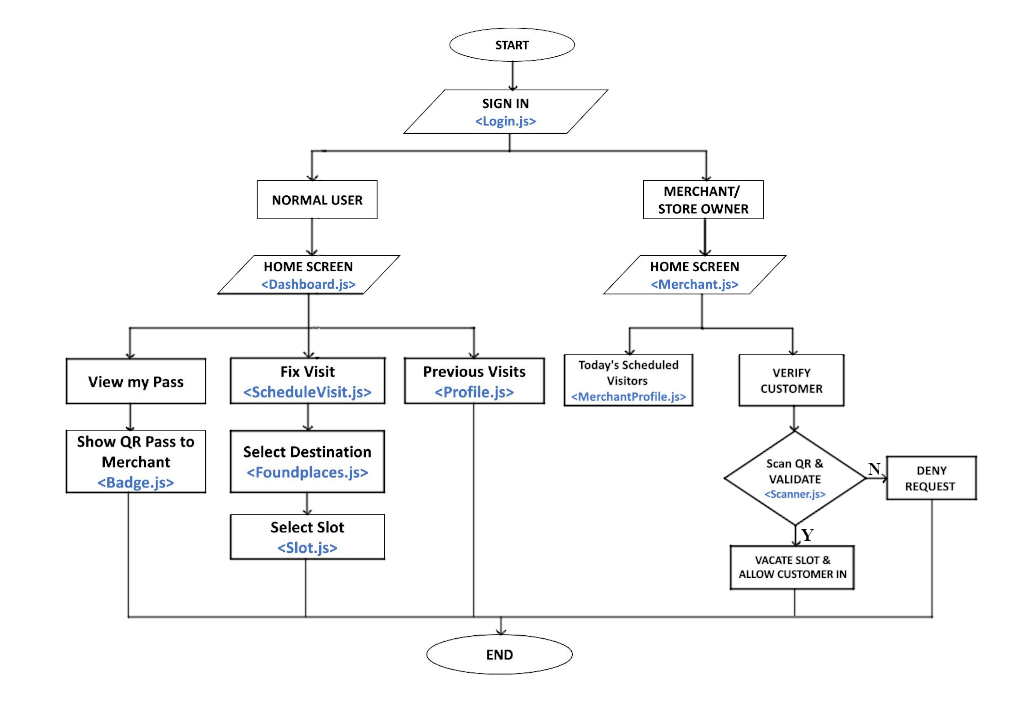 START
SIGN IN
<Login.js>
NORMAL USER
MERCHANT/
STORE OWNER
HOME SCREEN
<Dashboard.js>
HOME SCREEN
<Merchant.js>
View my Pass
Fix Visit
<ScheduleVisit.js>
Previous Visits
<Profile.js>
Today's Scheduled
Visitors
<MerchantProfile.js>
VERIFY
CUSTOMER
Show QR Pass to
Merchant
<Badge.js>
Select Destination
<Foundplaces.js>
Scan QR &
VALIDATE
<Scanner.js>
N
DENY
REQUEST
Select Slot
<Slot.js>
Y
VACATE SLOT &
ALLOW CUSTOMER IN
END